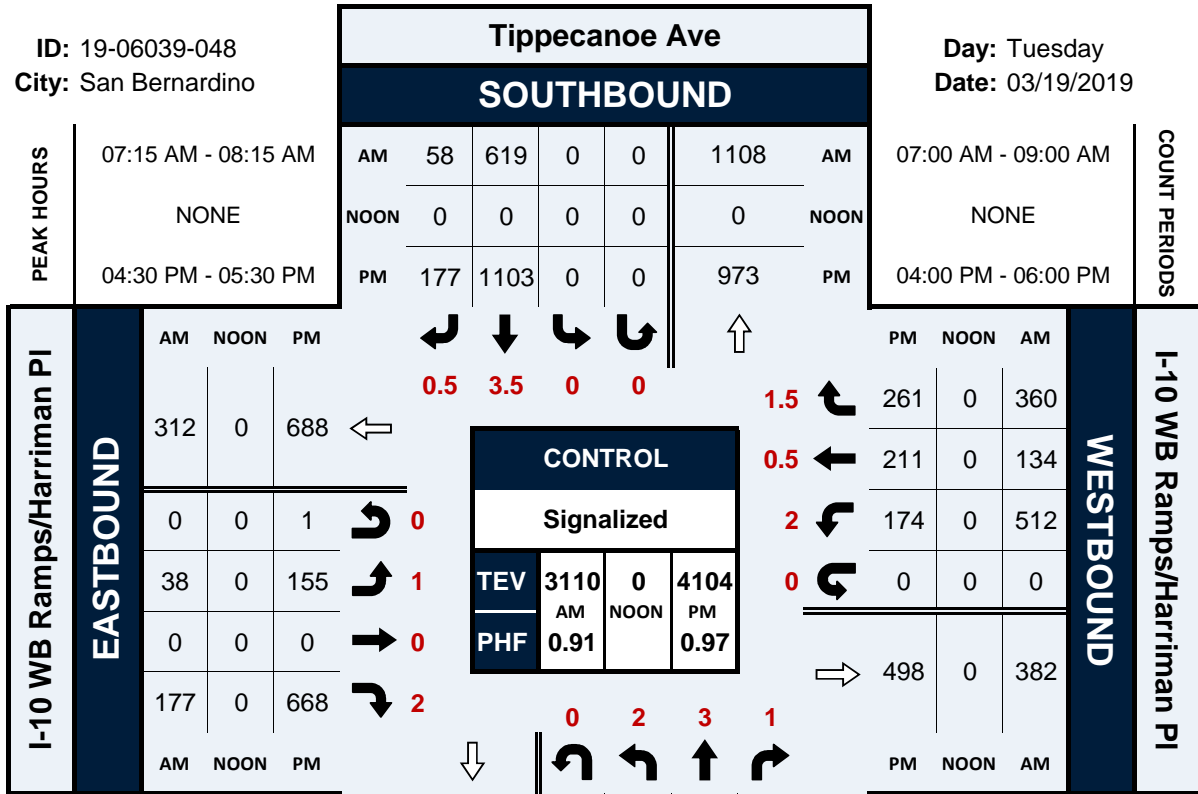 Tippecanoe Ave
ID: 19-06039-048
City: San Bernardino
Day: Tuesday
Date: 03/19/2019
SOUTHBOUND
PEAK HOURS
07:15 AM - 08:15 AM
NONE
04:30 PM - 05:30 PM
AM 58 619 0 0 1108 AM
NOON 0 0 0 0 0 NOON
PM 177 1103 0 0 973 PM
07:00 AM - 09:00 AM
NONE
04:00 PM - 06:00 PM
COUNT PERIODS
0.5 3.5 0 0
I-10 WB Ramps/Harriman Pl
EASTBOUND
AM NOON PM
312 0 688
0 0 1 0
38 0 155 1
0 0 0 0
177 0 668 2
AM NOON PM
CONTROL
Signalized
TEV 3110 0 4104
AM NOON PM
PHF 0.91 0.97
PM NOON AM
1.5 261 0 360
0.5 211 0 134
2 174 0 512
0 0 0 0
498 0 382
PM NOON AM
WESTBOUND
I-10 WB Ramps/Harriman Pl
0 2 3 1